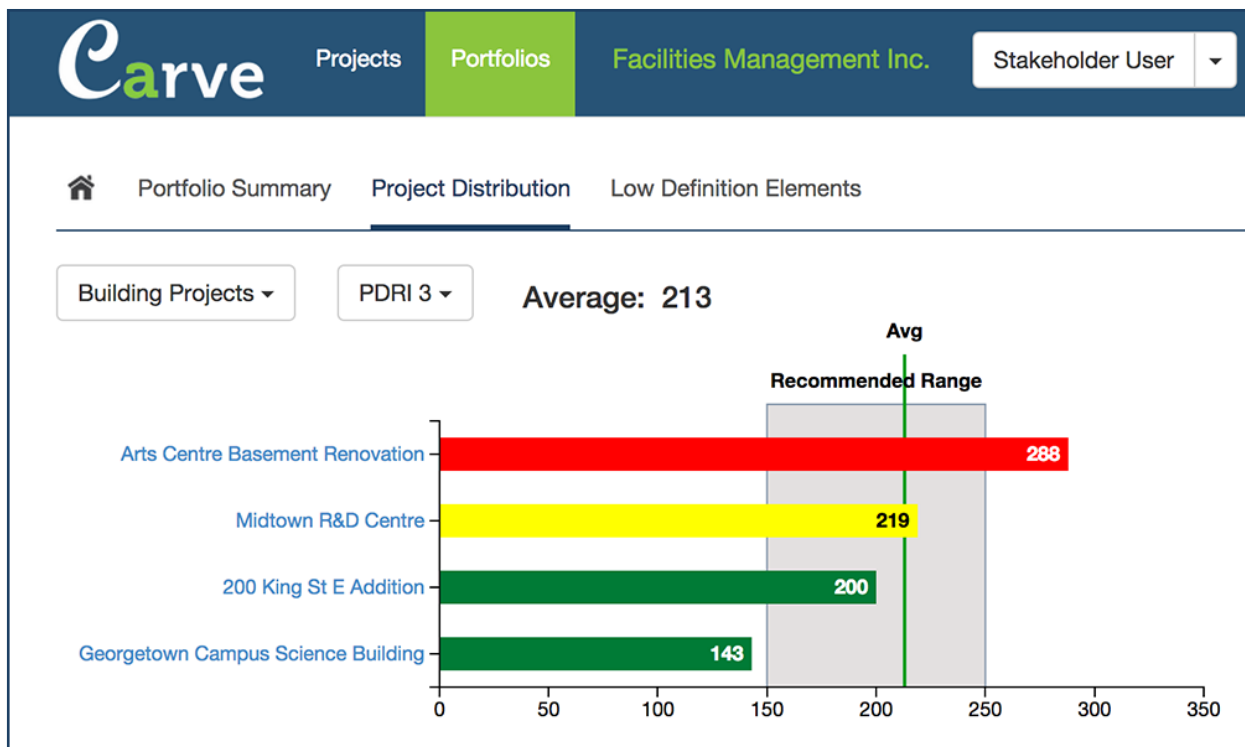 Carve Projects Portfolios Facilities Management Inc. Stakeholder User
Portfolio Summary Project Distribution Low Definition Elements
Building Projects PDRI 3 Average: 213
Avg
Recommended Range
Arts Centre Basement Renovation 288
Midtown R&D Centre 219
200 King St E Addition 200
Georgetown Campus Science Building 143
0 50 100 150 200 250 300 350